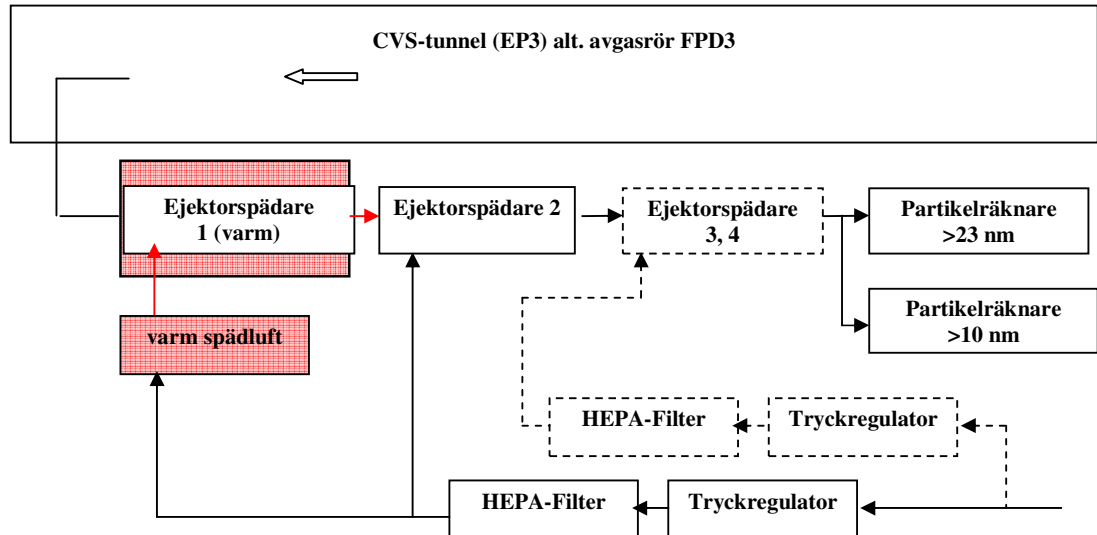 CVS-tunnel (EP3) alt. avgasrör FPD3
Ejektorspädare
1 (varm)
Ejektorspädare 2
Ejektorspädare
3, 4
Partikelräknare
>23 nm
Partikelräknare
>10 nm
varm spädluft
HEPA-Filter
Tryckregulator
HEPA-Filter
Tryckregulator